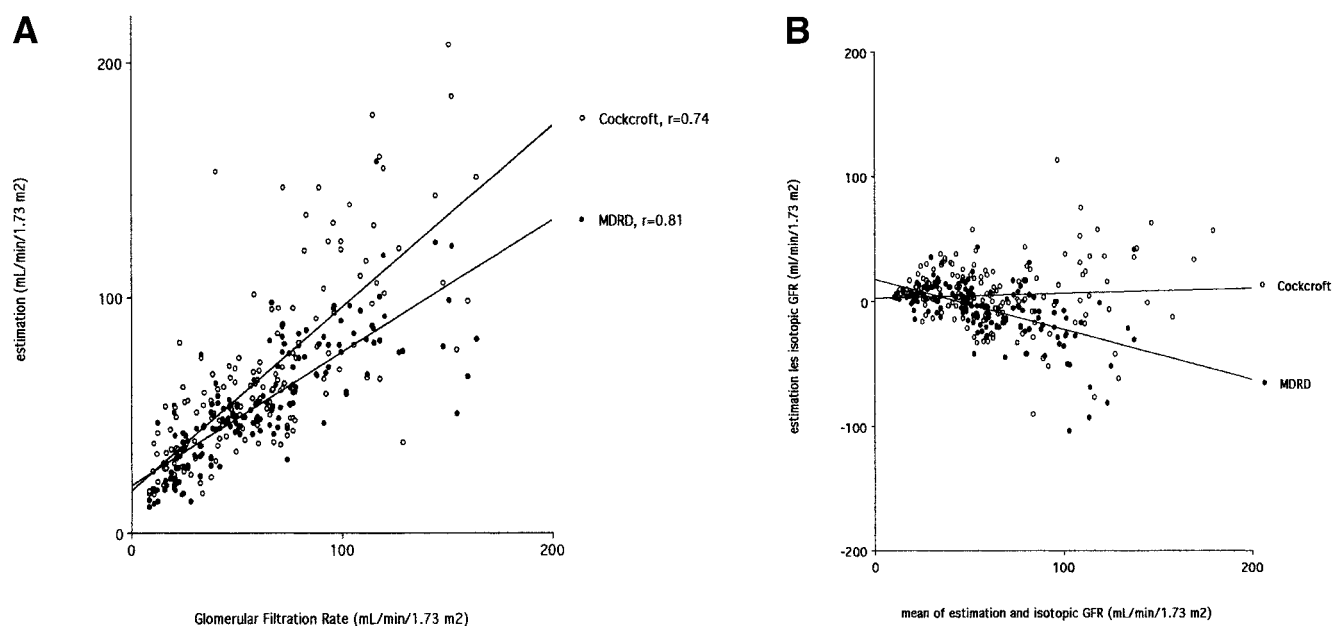 A
200
100
0
0
100
200
estimation (mL/min/1.73 m2)
Glomerular Filtration Rate (mL/min/1.73 m2)
Cockcroft, r=0.74
MDRD, r=0.81
B
200
100
0
-100
-200
0
100
200
estimation les isotopic GFR (ml/min/1.73 m2)
mean of estimation and isotopic GFR (mL/min/1.73 m2)
Cockcroft
MDRD